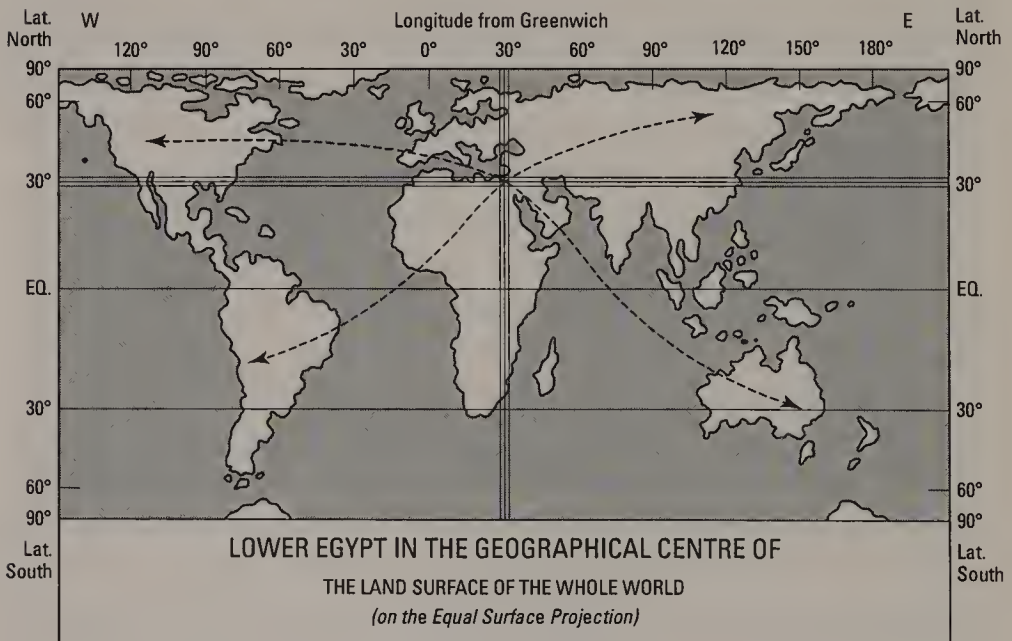 Lat. W Longitude from Greenwich E Lat.
North North
120° 90° 60° 30° 0° 30° 60° 90° 120° 150° 180°
90° 90°
60° 60°
30° 30°
EQ. EQ.
30° 30°
60° 60°
90° 90°
Lat. Lat.
South South
LOWER EGYPT IN THE GEOGRAPHICAL CENTRE OF
THE LAND SURFACE OF THE WHOLE WORLD
(on the Equal Surface Projection)